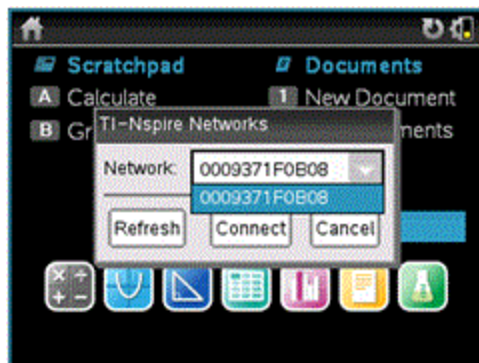 Scratchpad
Documents
A Calculate
1 New Document
B Gr
ments
TI-Nspire Networks
Network: 0009371F0B08
0009371F0B08
Refresh Connect Cancel